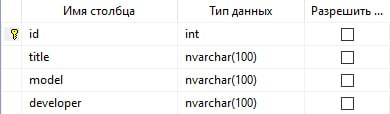 Имя столбца Тип данных Разрешить ...
id int
title nvarchar(100)
model nvarchar(100)
developer nvarchar(100)